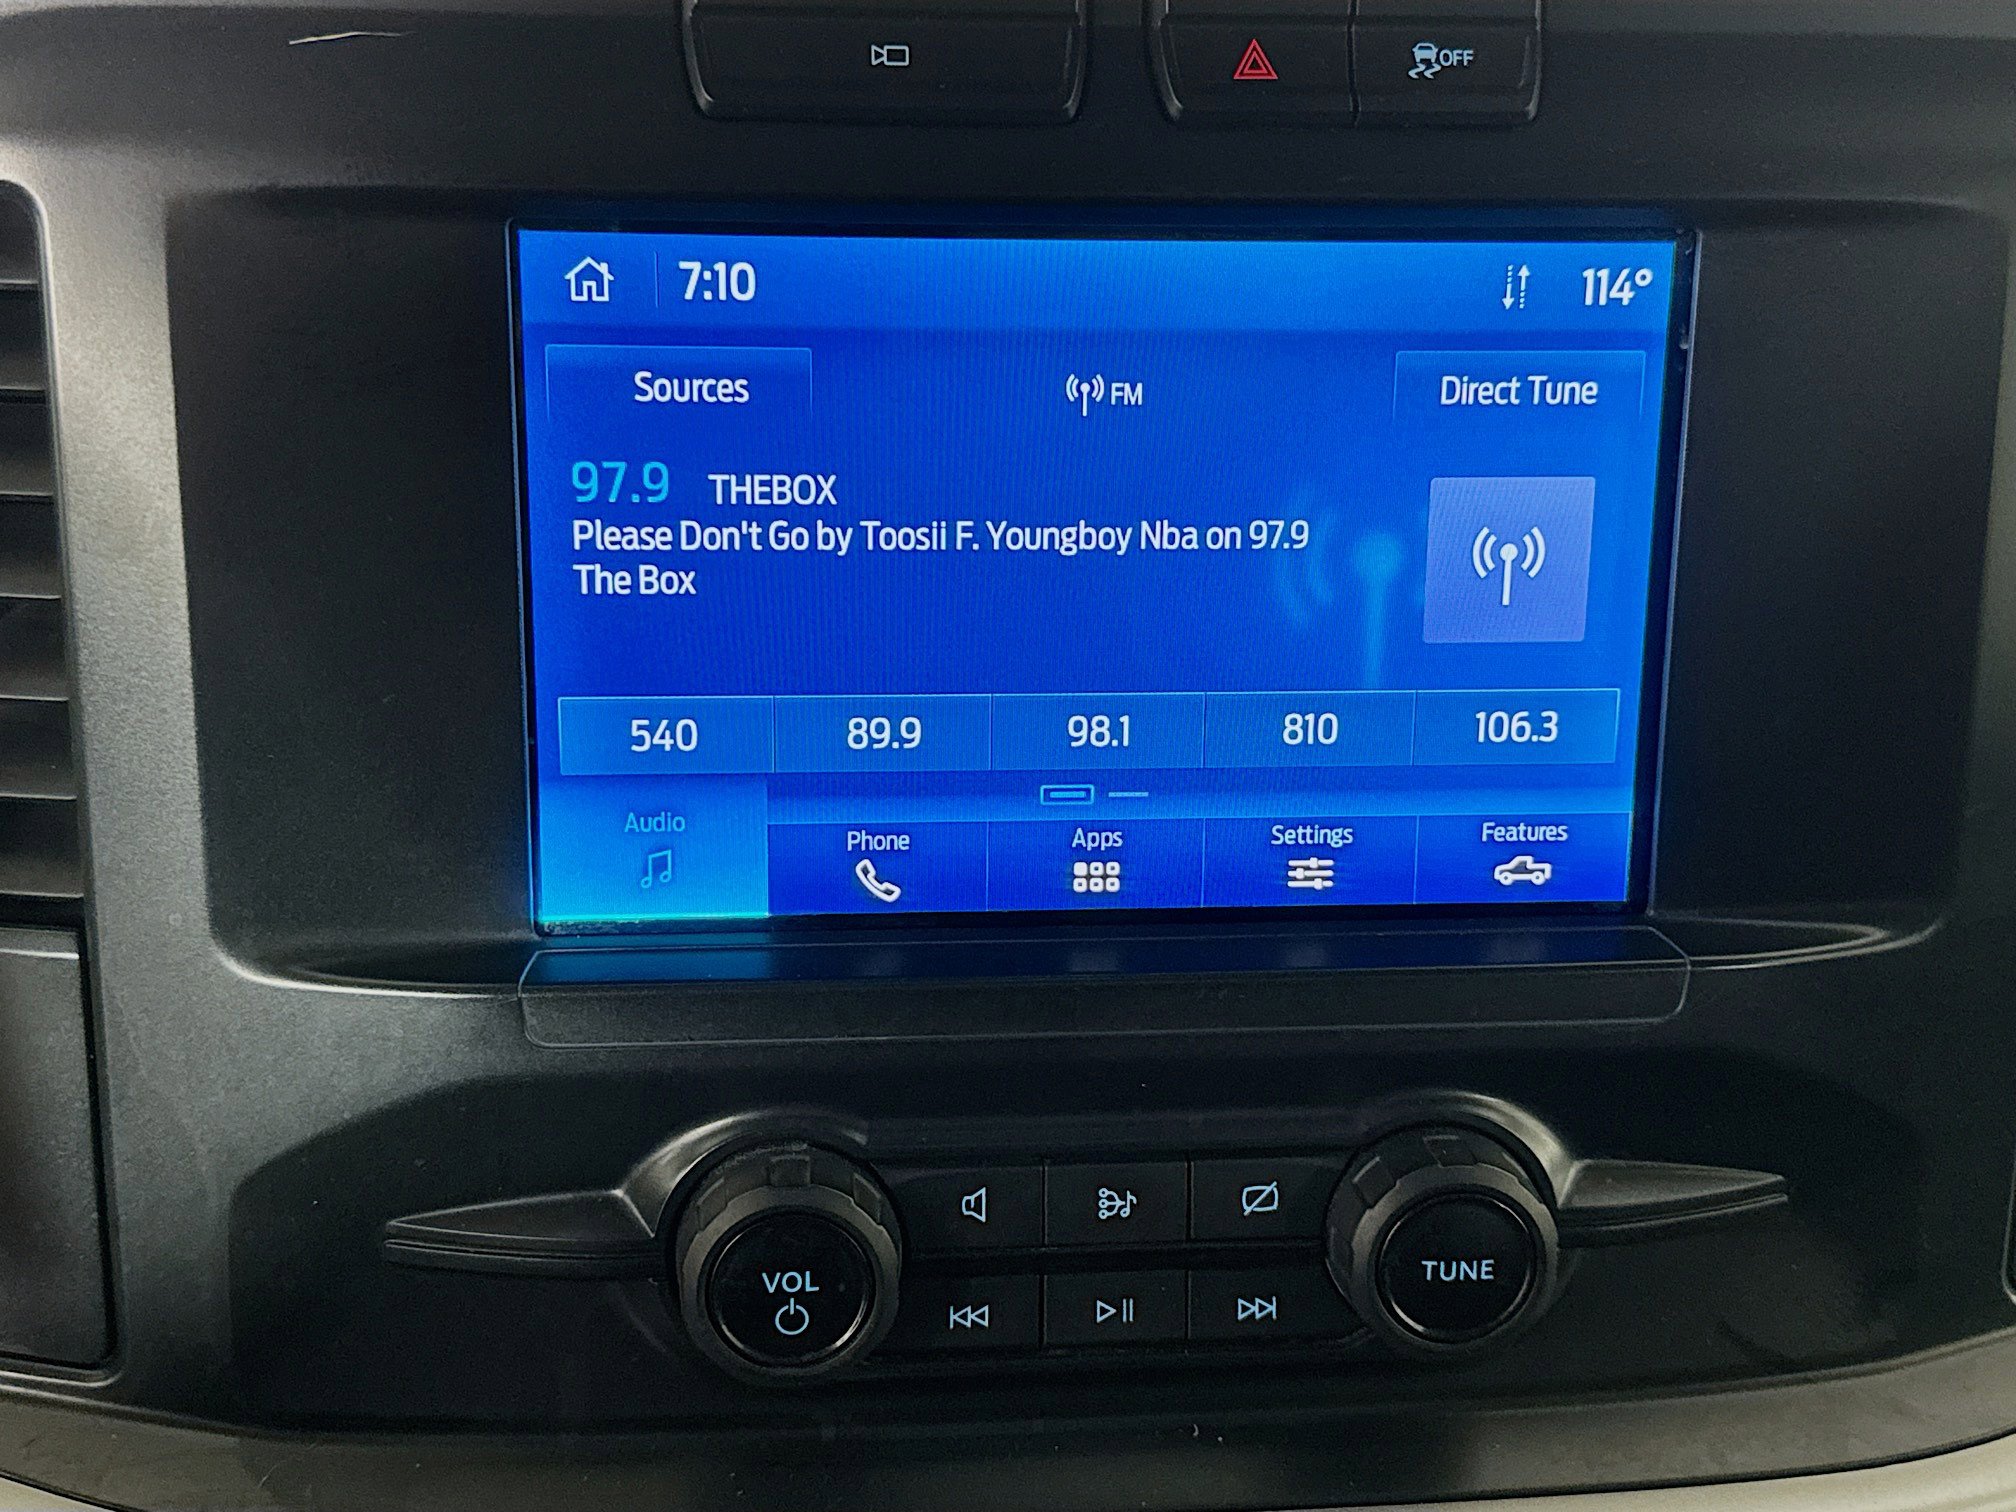 OFF
7:10 114°
Sources FM Direct Tune
97.9 THEBOX
Please Don't Go by Toosii F. Youngboy Nba on 97.9
The Box
540 89.9 98.1 810 106.3
Audio Phone Apps Settings Features
VOL TUNE